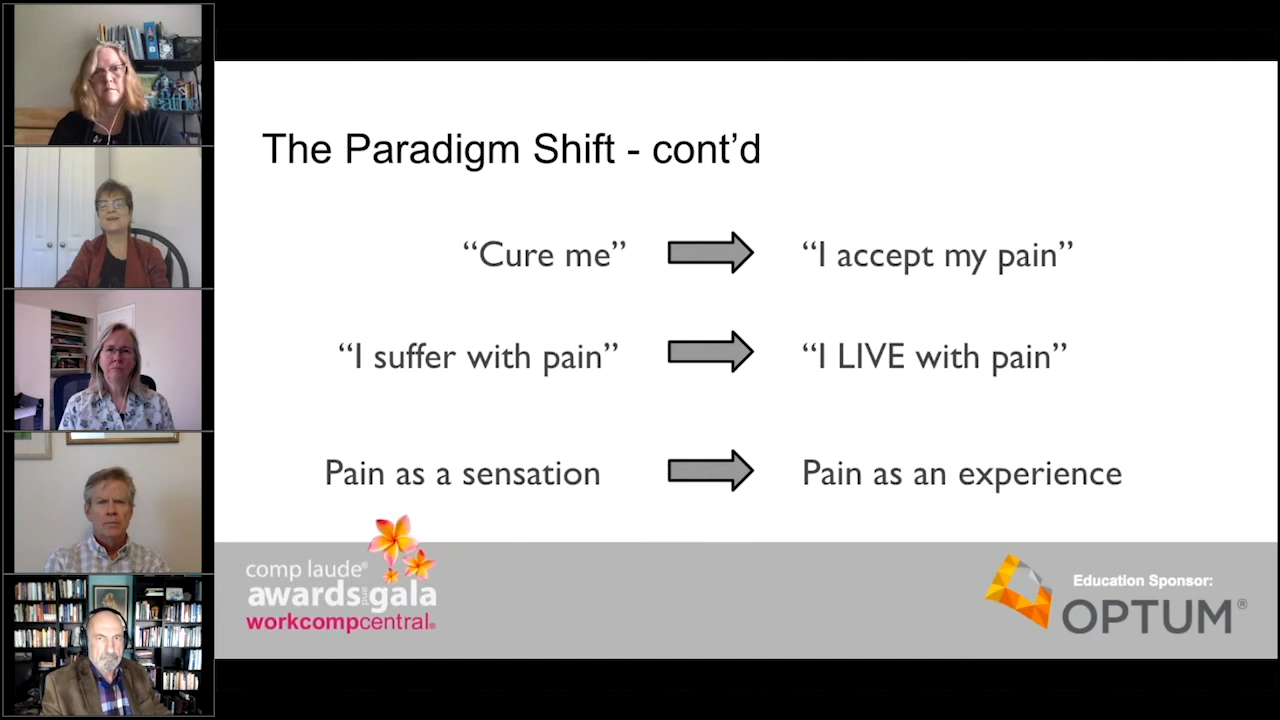 The Paradigm Shift - cont’d
“Cure me” “I accept my pain”
“I suffer with pain” “I LIVE with pain”
Pain as a sensation Pain as an experience
comp laude®
awards and gala
workcompcentral®
Education Sponsor:
OPTUM®